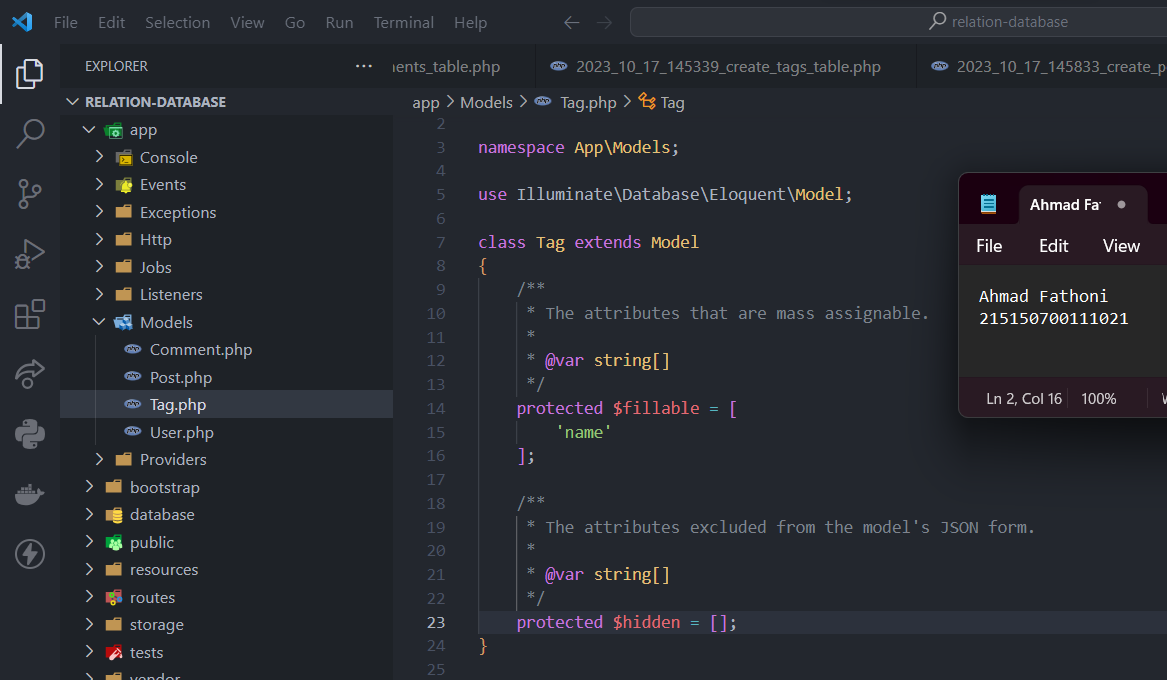 File Edit Selection View Go Run Terminal Help
relation-database
EXPLORER
ents_table.php
2023_10_17_145339_create_tags_table.php
2023_10_17_145833_create_p
RELATION-DATABASE
app
Console
Events
Exceptions
Http
Jobs
Listeners
Models
Comment.php
Post.php
Tag.php
User.php
Providers
bootstrap
database
public
resources
routes
storage
tests
vendor
app > Models > Tag.php > Tag
2
3 namespace App\Models;
4
5 use Illuminate\Database\Eloquent\Model;
6
7 class Tag extends Model
8 {
9 /**
10 * The attributes that are mass assignable.
11 *
12 * @var string[]
13 */
14 protected $fillable = [
15 'name'
16 ];
17
18 /**
19 * The attributes excluded from the model's JSON form.
20 *
21 * @var string[]
22 */
23 protected $hidden = [];
24 }
25
Ahmad Fat
File Edit View
Ahmad Fathoni
215150700111021
Ln 2, Col 16 100%